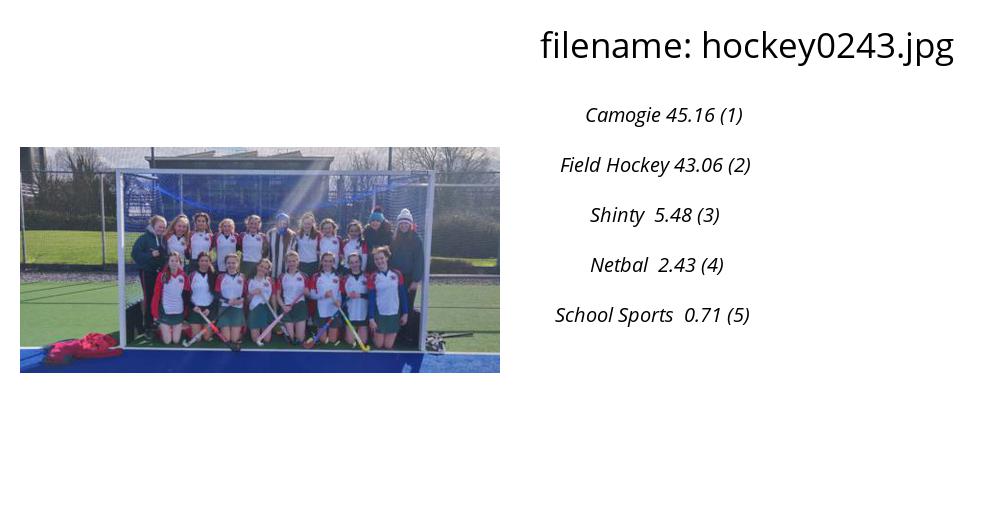 filename: hockey0243.jpg
Camogie 45.16 (1)
Field Hockey 43.06 (2)
Shinty 5.48 (3)
Netbal 2.43 (4)
School Sports 0.71 (5)